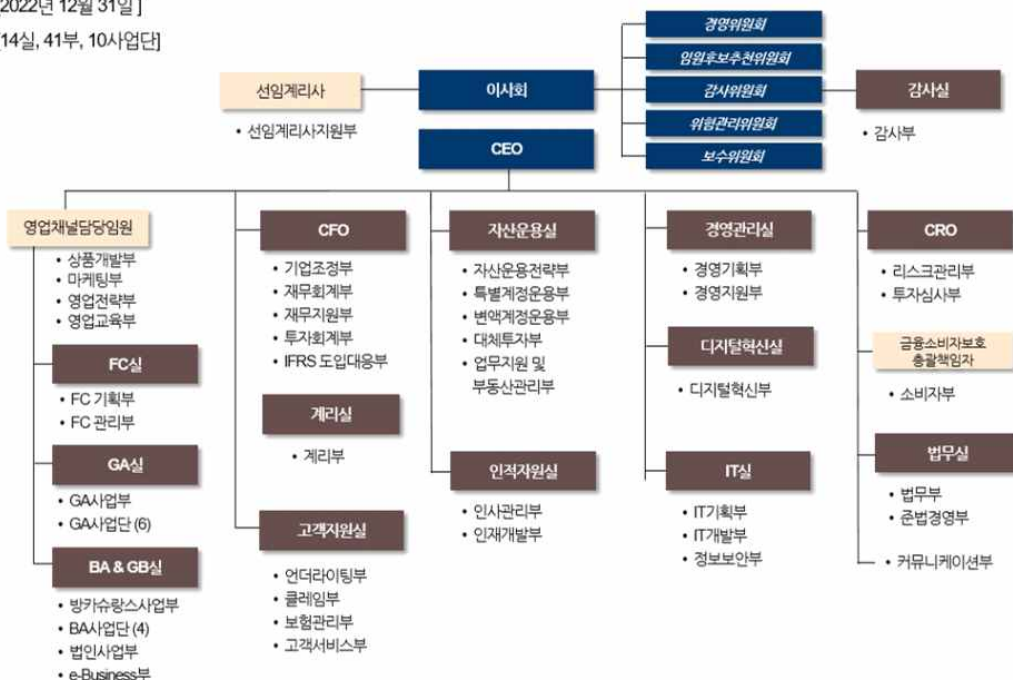 2022년 12월 31일 ]
[14실, 41부, 10사업단]
경영위원회
임원후보추천위원회
선임계리사
이사회
감사위원회
감사실
• 선임계리사지원부
위험관리위원회
• 감사부
CEO
보수위원회
영업채널담당임원
• 상품개발부
• 마케팅부
• 영업전략부
• 영업교육부
FC실
• FC 기획부
• FC 관리부
GA실
• GA사업부
• GA사업단 (6)
BA & GB실
• 방카슈랑스사업부
• BA사업단 (4)
• 법인사업부
• e-Business부
CFO
• 기업조정부
• 재무회계부
• 재무지원부
• 투자회계부
• IFRS 도입대응부
계리실
• 계리부
고객지원실
• 언더라이팅부
• 클레임부
• 보험관리부
• 고객서비스부
자산운용실
• 자산운용전략부
• 특별계정운용부
• 변액계정운용부
• 대체투자부
• 업무지원 및
부동산관리부
인적자원실
• 인사관리부
• 인재개발부
경영관리실
• 경영기획부
• 경영지원부
디지털혁신실
• 디지털혁신부
IT실
• IT기획부
• IT개발부
• 정보보안부
CRO
• 리스크관리부
• 투자심사부
금융소비자보호
총괄책임자
• 소비자부
법무실
• 법무부
• 준법경영부
• 커뮤니케이션부